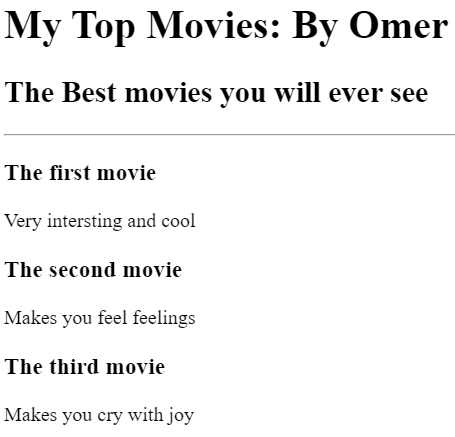 My Top Movies: By Omer
The Best movies you will ever see
The first movie
Very intersting and cool
The second movie
Makes you feel feelings
The third movie
Makes you cry with joy